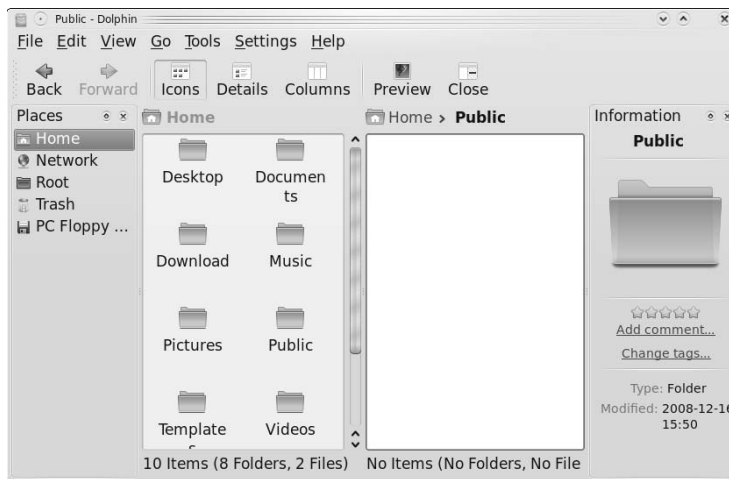 Public - Dolphin
File Edit View Go Tools Settings Help
Back Forward Icons Details Columns Preview Close
Places
Home
Network
Root
Trash
PC Floppy ...
Home
Desktop Documen
ts
Download Music
Pictures Public
Template Videos
10 Items (8 Folders, 2 Files)
Home > Public
No Items (No Folders, No File
Information
Public
Add comment...
Change tags...
Type: Folder
Modified: 2008-12-16
15:50